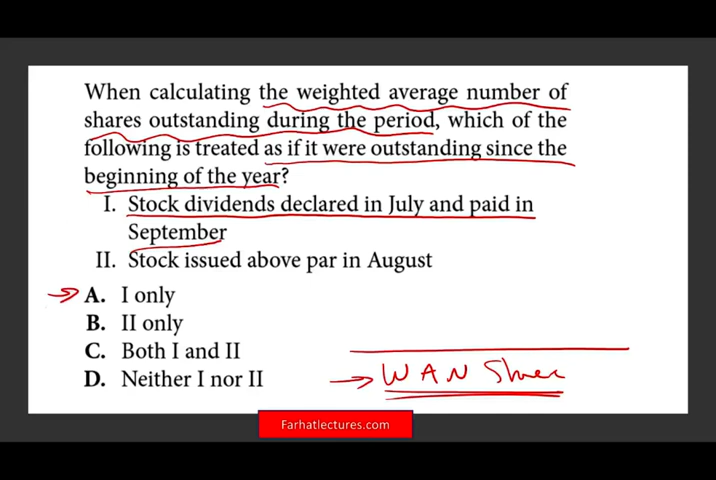 When calculating the weighted average number of
shares outstanding during the period, which of the
following is treated as if it were outstanding since the
beginning of the year?
I. Stock dividends declared in July and paid in
September
II. Stock issued above par in August
A. I only
B. II only
C. Both I and II
D. Neither I nor II
W A N
Farhatlectures.com